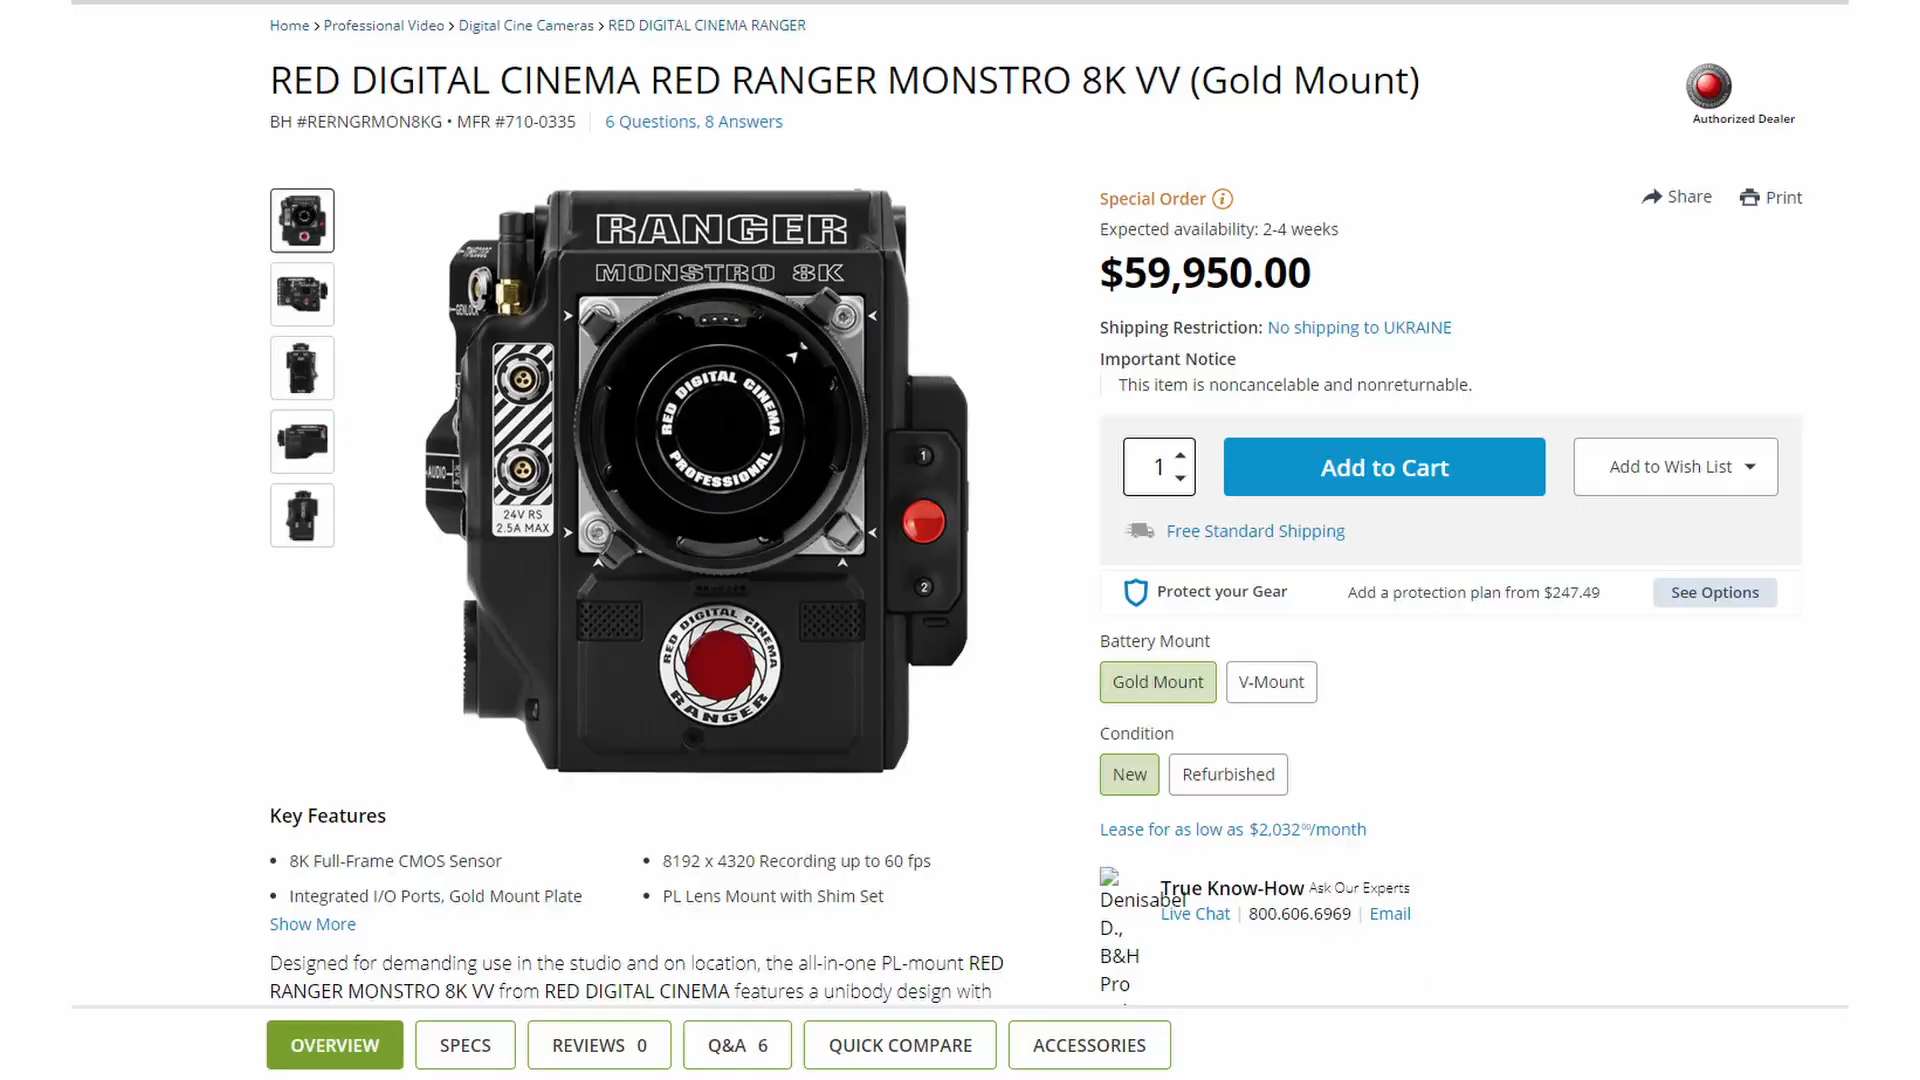 Home > Professional Video > Digital Cine Cameras > RED DIGITAL CINEMA RANGER
RED DIGITAL CINEMA RED RANGER MONSTRO 8K VV (Gold Mount)
BH #RERNGRMON8KG • MFR #710-0335
6 Questions, 8 Answers
Authorized Dealer
RANGER
MONSTRO 8K
GENLOCK
RED DIGITAL CINEMA
PROFESSIONAL
AUDIO
24V RS
2.5A MAX
1
2
RED DIGITAL CINEMA
RANGER
Special Order
Share
Print
Expected availability: 2-4 weeks
$59,950.00
Shipping Restriction: No shipping to UKRAINE
Important Notice
This item is noncancelable and nonreturnable.
1
Add to Cart
Add to Wish List
Free Standard Shipping
Protect your Gear
Add a protection plan from $247.49
See Options
Battery Mount
Gold Mount
V-Mount
Condition
New
Refurbished
Lease for as low as $2,032⁰⁰/month
Denisabel
D.,
B&H
Pro
True Know-How Ask Our Experts
Live Chat | 800.606.6969 | Email
Key Features
• 8K Full-Frame CMOS Sensor
• 8192 x 4320 Recording up to 60 fps
• Integrated I/O Ports, Gold Mount Plate
• PL Lens Mount with Shim Set
Show More
Designed for demanding use in the studio and on location, the all-in-one PL-mount RED
RANGER MONSTRO 8K VV from RED DIGITAL CINEMA features a unibody design with
OVERVIEW
SPECS
REVIEWS 0
Q&A 6
QUICK COMPARE
ACCESSORIES